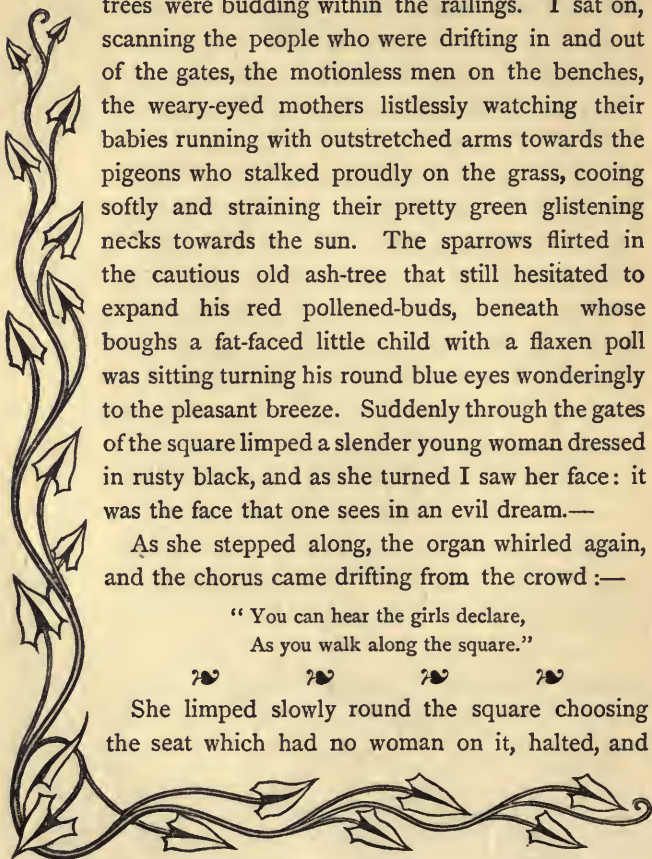 trees were budding within the railings. I sat on,
scanning the people who were drifting in and out
of the gates, the motionless men on the benches,
the weary-eyed mothers listlessly watching their
babies running with outstretched arms towards the
pigeons who stalked proudly on the grass, cooing
softly and straining their pretty green glistening
necks towards the sun. The sparrows flirted in
the cautious old ash-tree that still hesitated to
expand his red pollened-buds, beneath whose
boughs a fat-faced little child with a flaxen poll
was sitting turning his round blue eyes wonderingly
to the pleasant breeze. Suddenly through the gates
of the square limped a slender young woman dressed
in rusty black, and as she turned I saw her face: it
was the face that one sees in an evil dream.—
As she stepped along, the organ whirled again,
and the chorus came drifting from the crowd :—
“ You can hear the girls declare,
As you walk along the square.”
❧ ❧ ❧ ❧
She limped slowly round the square choosing
the seat which had no woman on it, halted, and